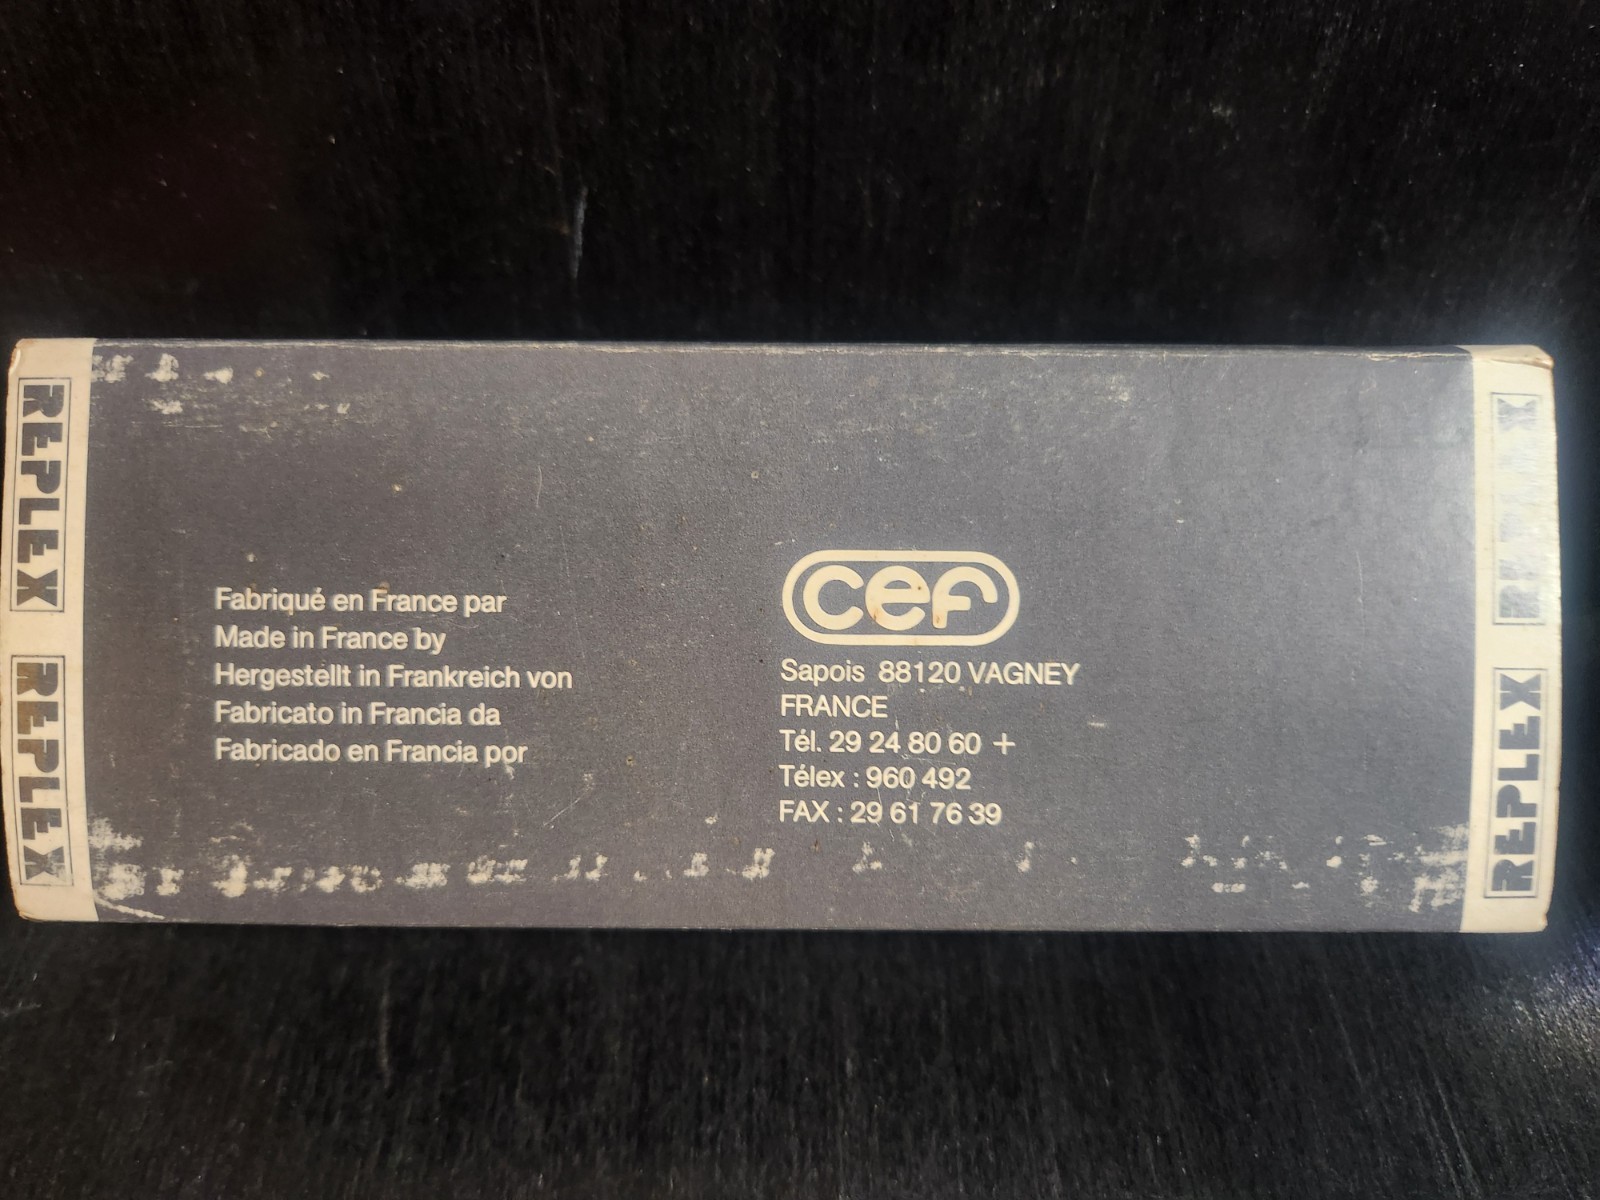 REPLEX
REPLEX
Fabriqué en France par
Made in France by
Hergestellt in Frankreich von
Fabricato in Francia da
Fabricado en Francia por
cef
Sapois 88120 VAGNEY
FRANCE
Tél. 29 24 80 60 +
Télex : 960 492
FAX : 29 61 76 39
REPLEX
REPLEX